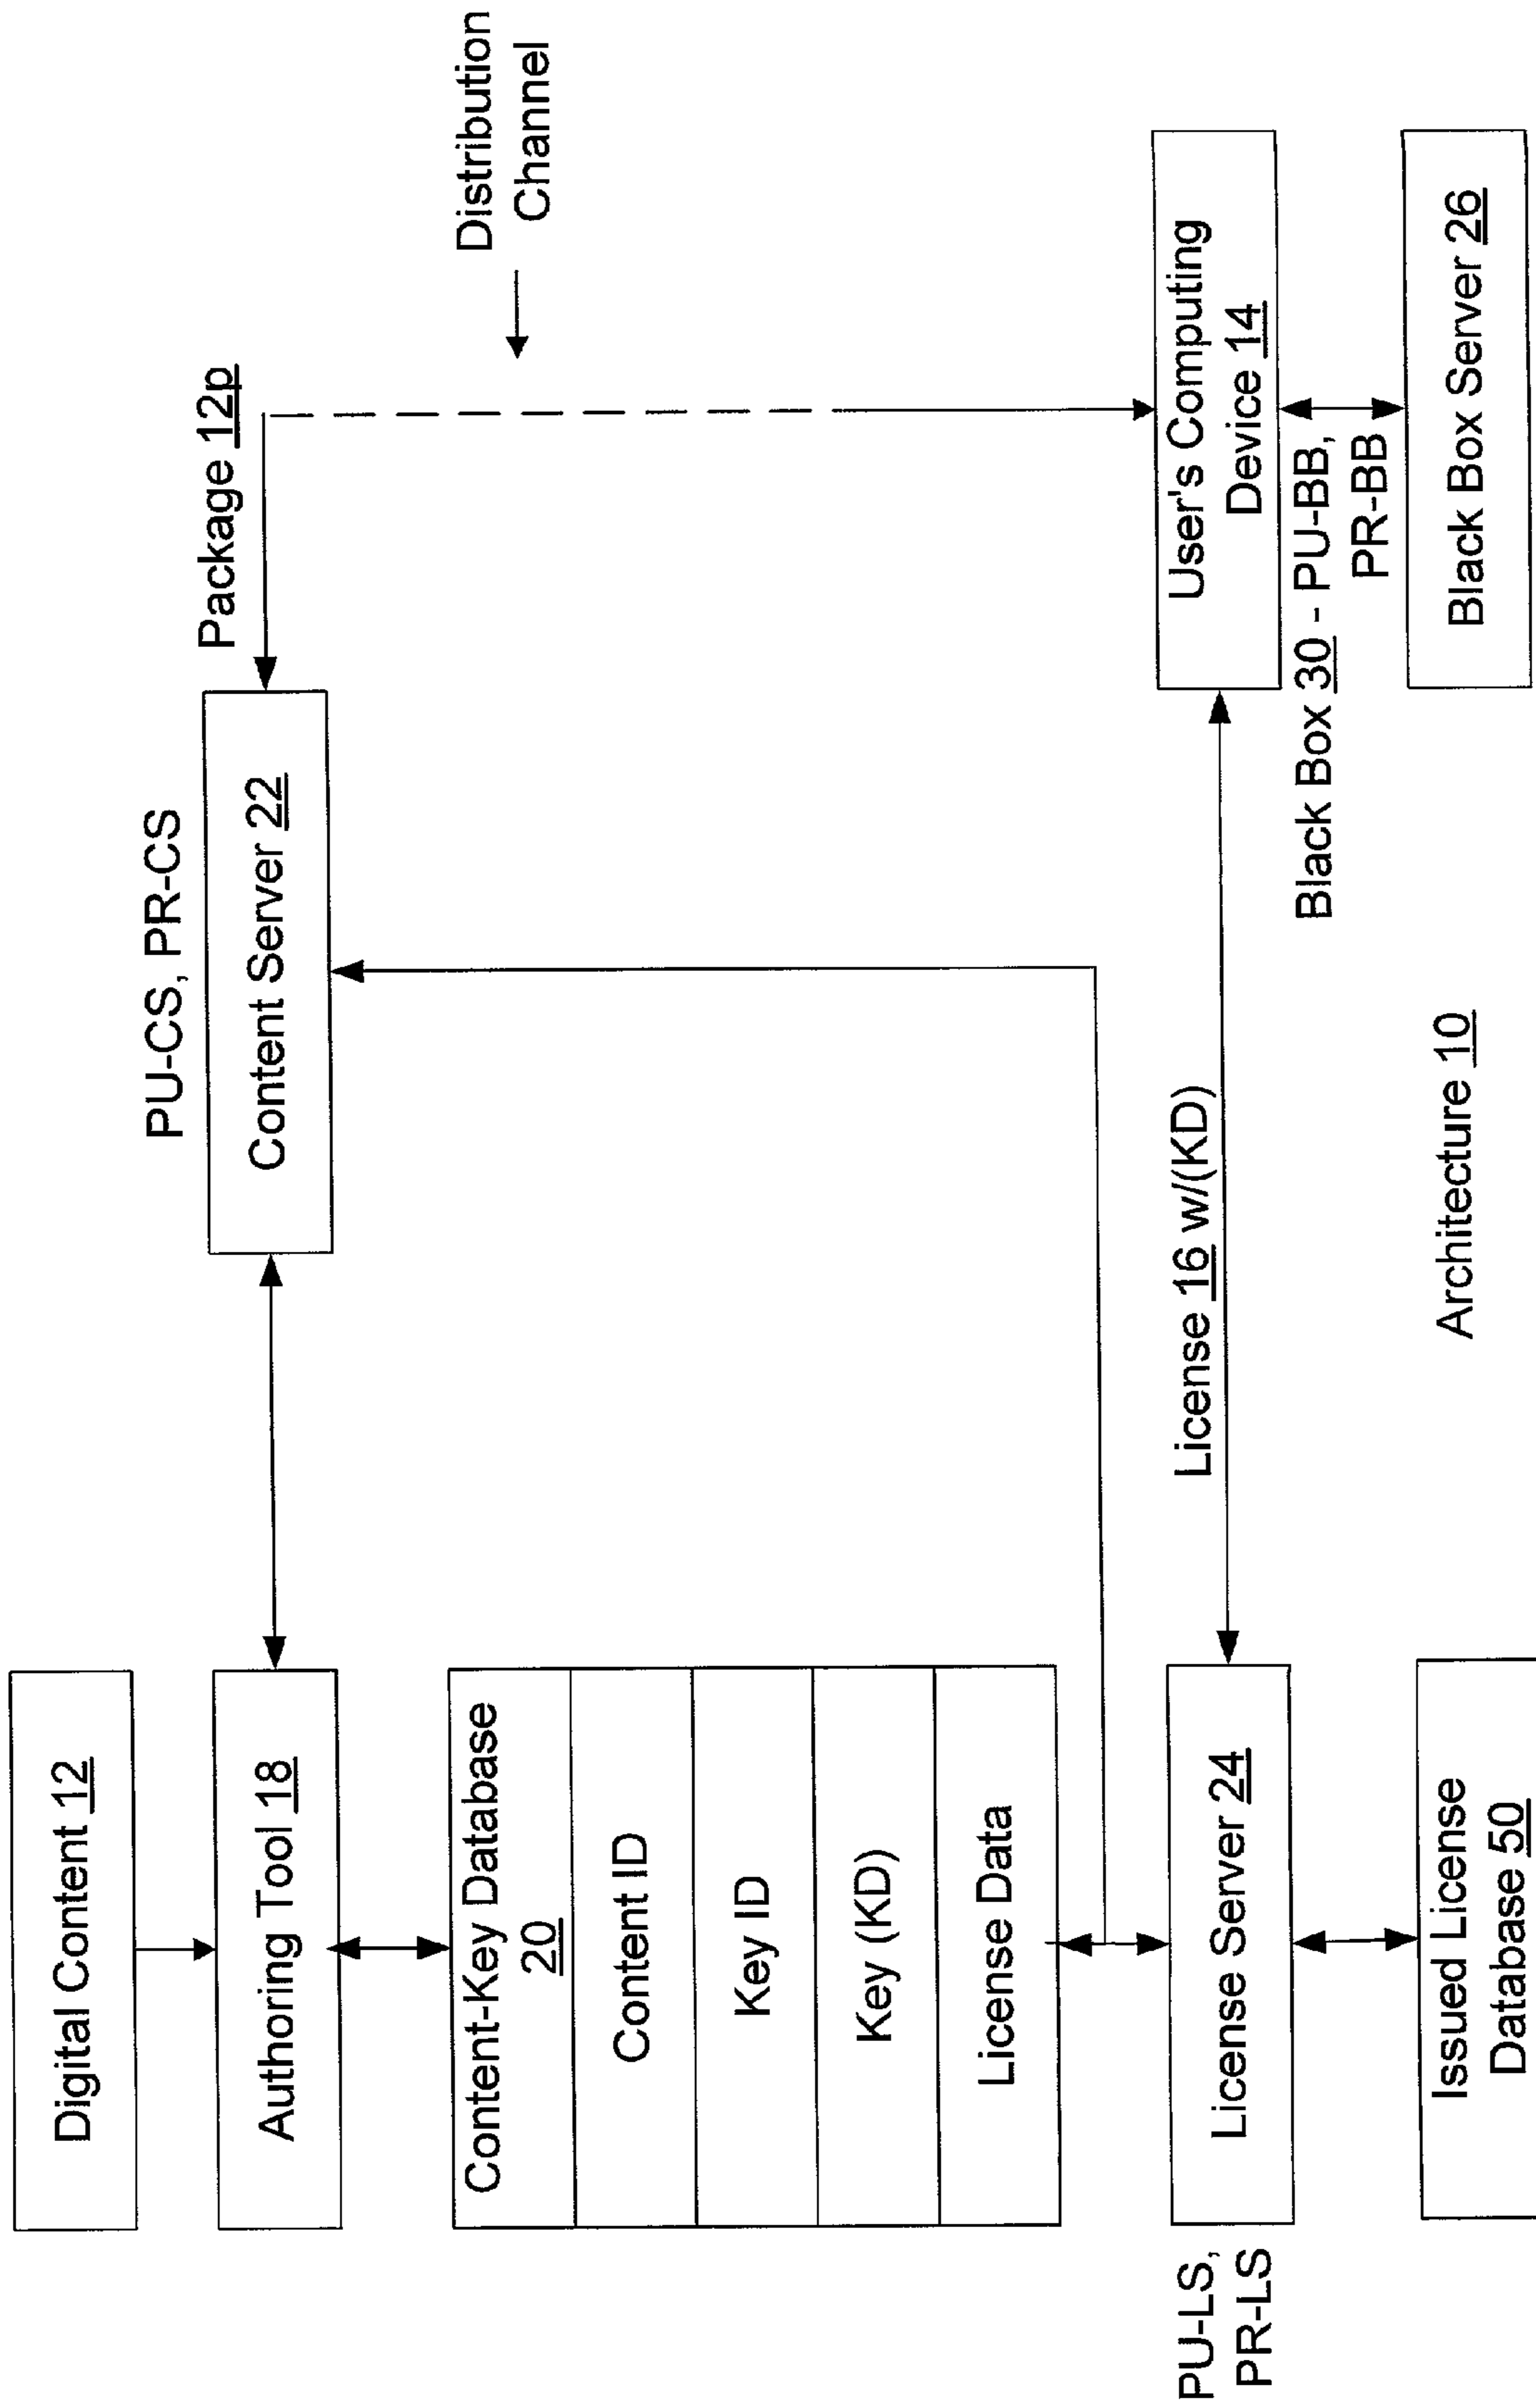 Digital Content 12
Authoring Tool 18
Content-Key Database
20
Content ID
Key ID
Key (KD)
License Data
PU-LS,
PR-LS
License Server 24
Issued License
Database 50
PU-CS, PR-CS
Content Server 22
Package 12p
Distribution
Channel
License 16 w/(KD)
User's Computing
Device 14
Black Box 30 - PU-BB,
PR-BB
Black Box Server 26
Architecture 10